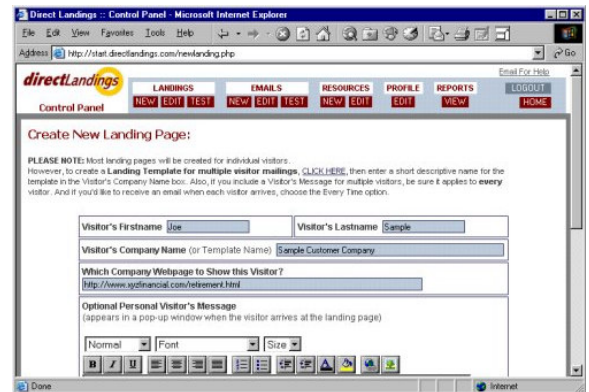 Direct Landings :: Control Panel - Microsoft Internet Explorer
File Edit View Favorites Tools Help
Address http://start.directlandings.com/newlanding.php Go
Email For Help
directLandings LANDINGS EMAILS RESOURCES PROFILE REPORTS LOGOUT
Control Panel NEW EDIT TEST NEW EDIT TEST NEW EDIT EDIT VIEW HOME
Create New Landing Page:
PLEASE NOTE: Most landing pages will be created for individual visitors.
However, to create a Landing Template for multiple visitor mailings, CLICK HERE, then enter a short descriptive name for the
template in the Visitor's Company Name box. Also, if you include a Visitor's Message for multiple visitors, be sure it applies to every
visitor. And if you'd like to receive an email when each visitor arrives, choose the Every Time option.
Visitor's Firstname Joe Visitor's Lastname Sample
Visitor's Company Name (or Template Name) Sample Customer Company
Which Company Webpage to Show this Visitor?
http://www.xyzfinancial.com/retirement.html
Optional Personal Visitor's Message
(appears in a pop-up window when the visitor arrives at the landing page)
Normal Font Size
B I U A
Done Internet